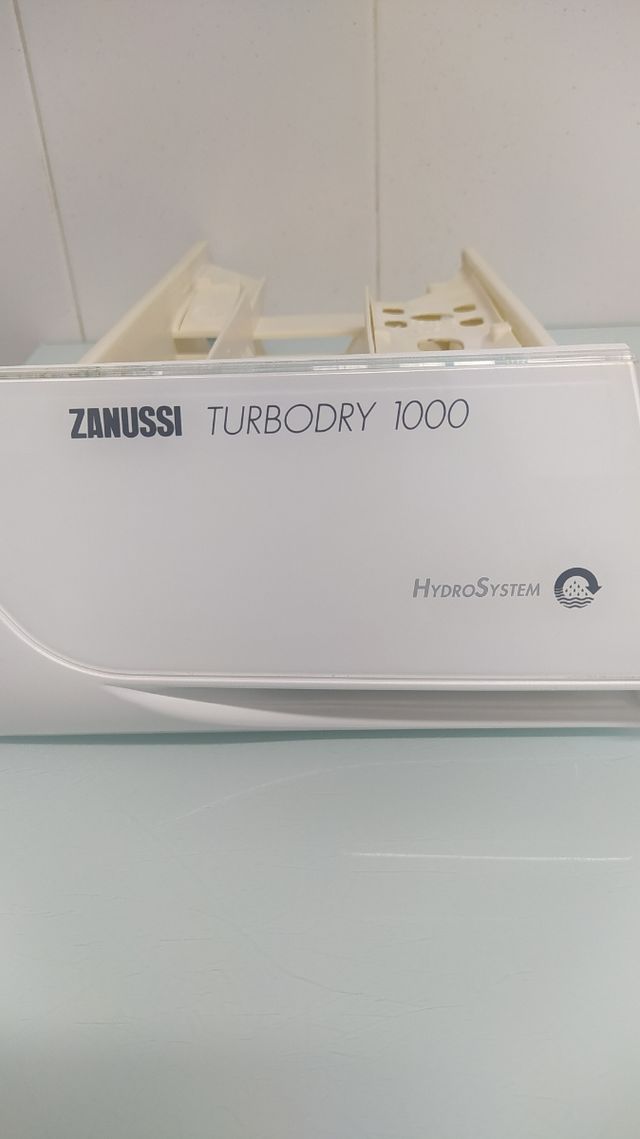 ZANUSSI TURBODRY 1000
HYDROSYSTEM